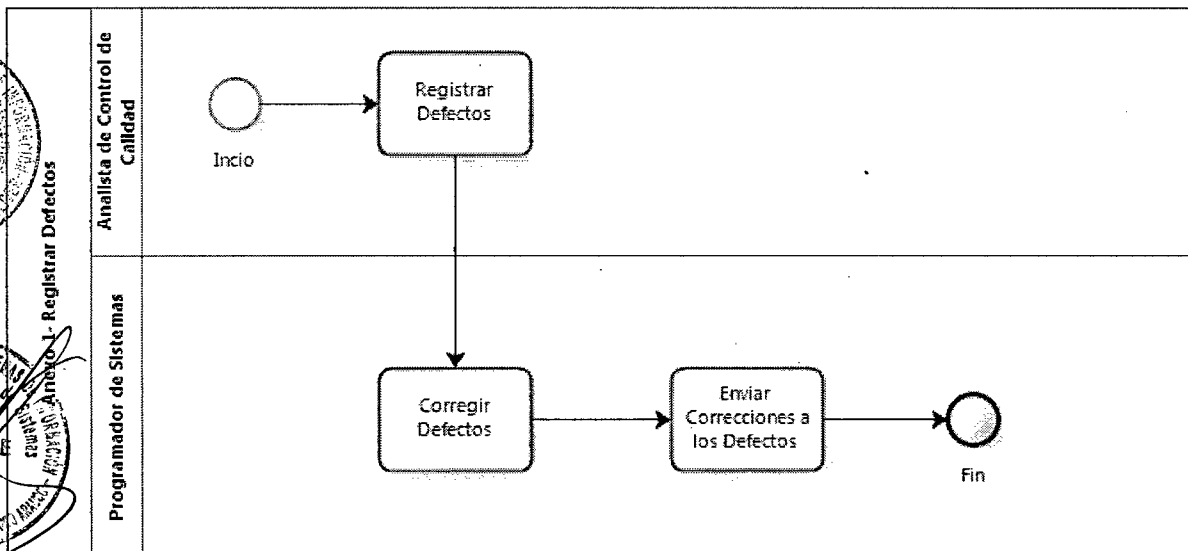 Anexo 1- Registrar Defectos
Analista de Control de
Calidad
Incio
Registrar
Defectos
Programador de Sistemas
Corregir
Defectos
Enviar
Correcciones a
los Defectos
Fin